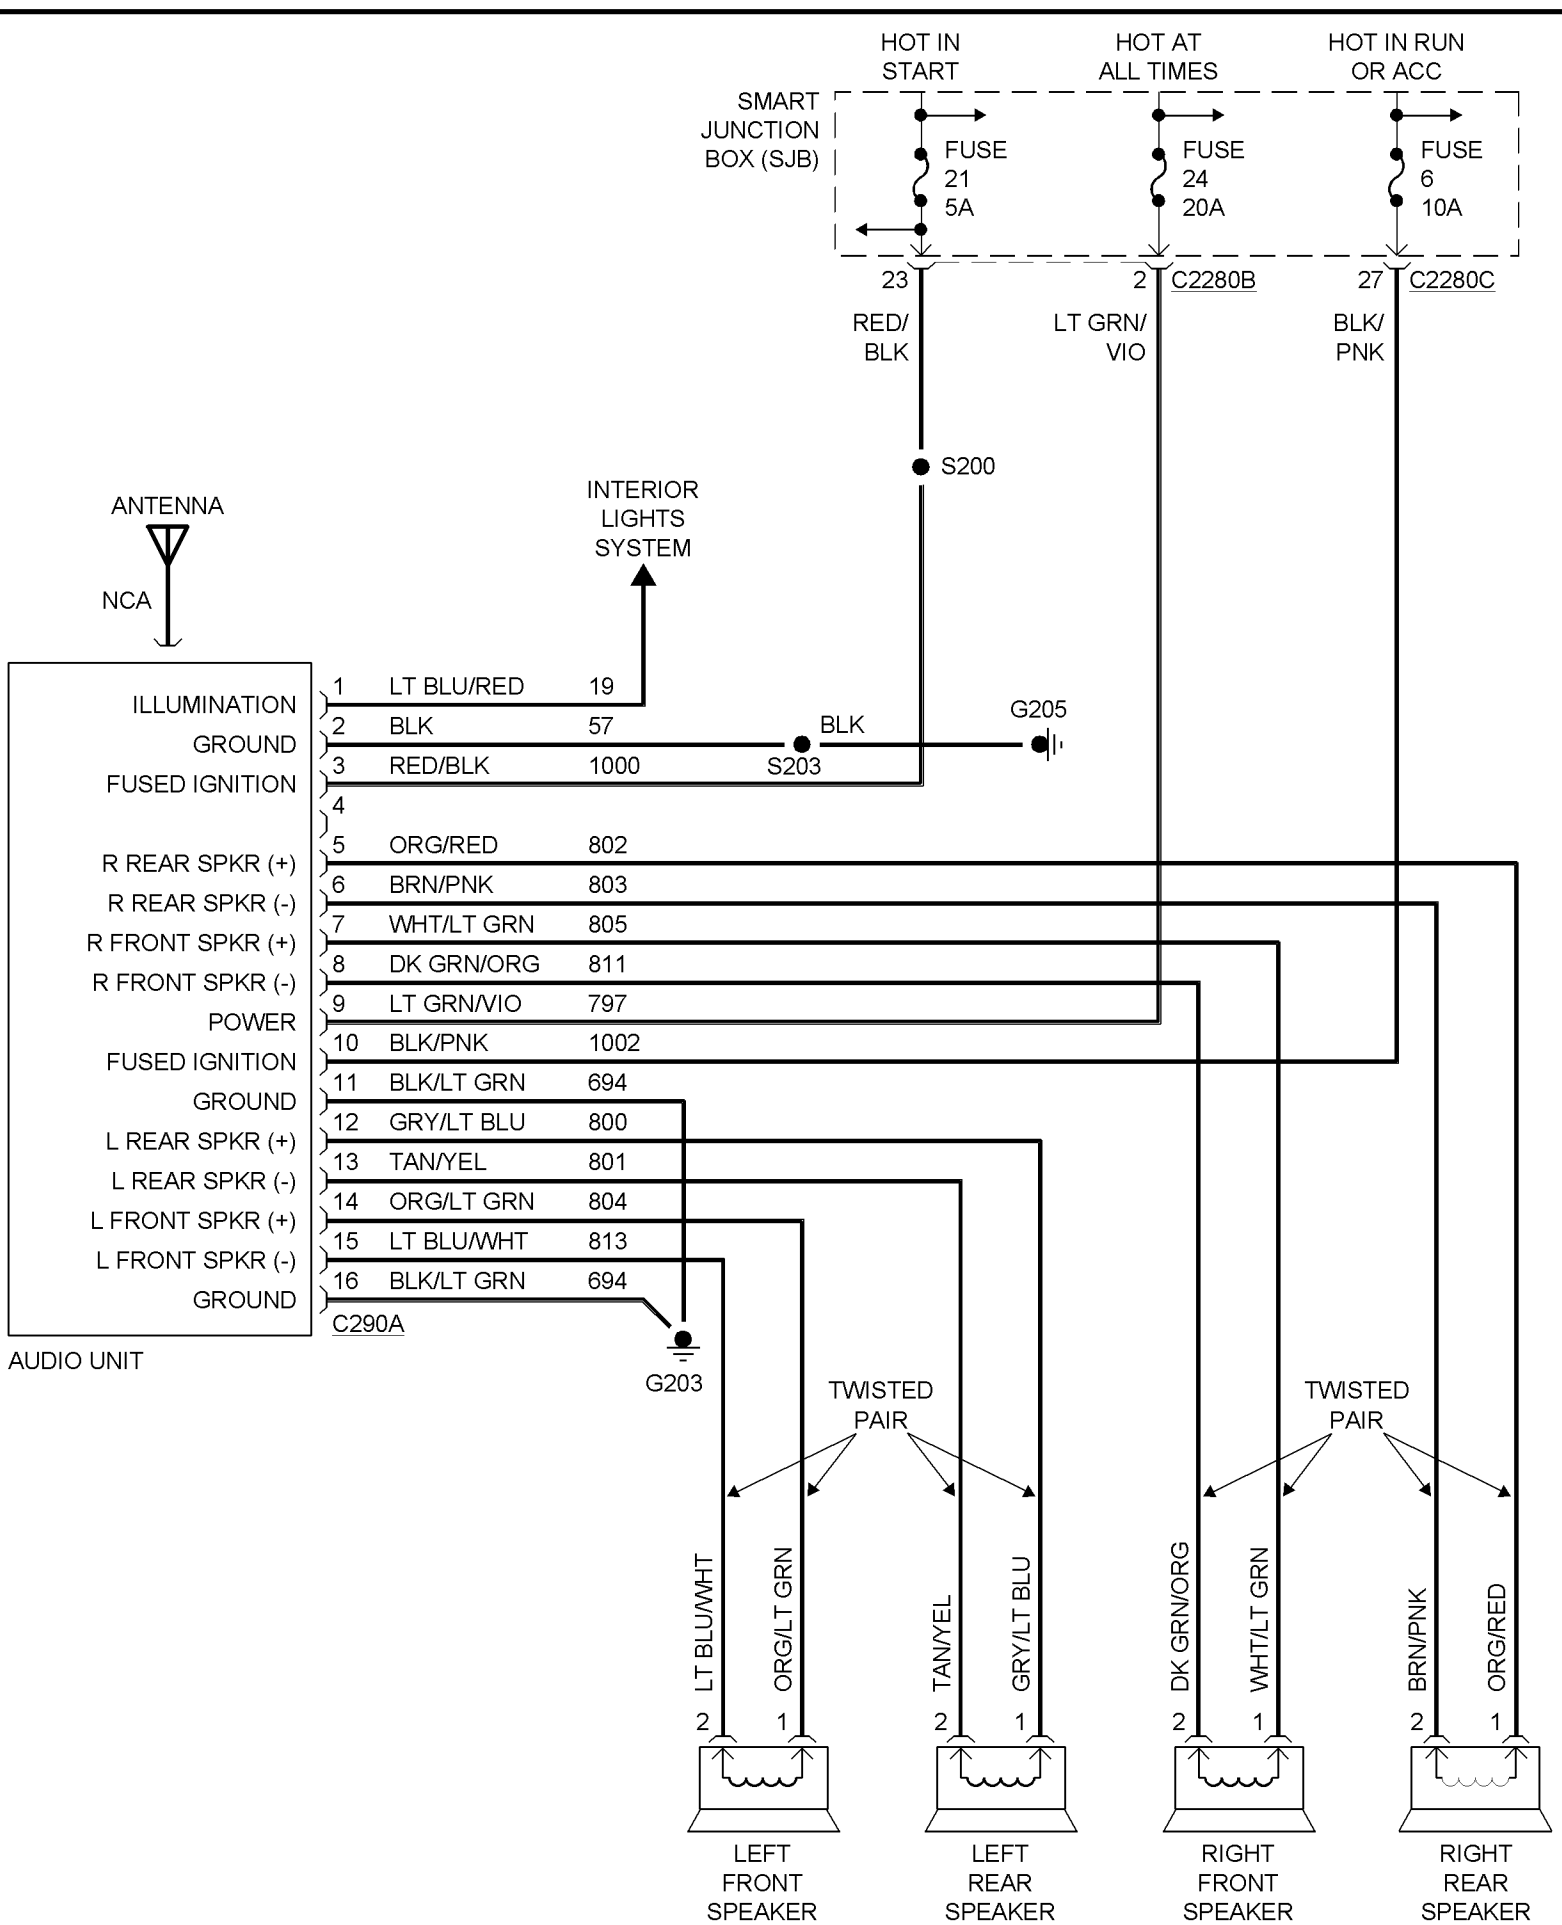 HOT IN
START
HOT AT
ALL TIMES
HOT IN RUN
OR ACC
SMART
JUNCTION
BOX (SJB)
FUSE
21
5A
FUSE
24
20A
FUSE
6
10A
23
2
C2280B
27
C2280C
RED/
BLK
LT GRN/
VIO
BLK/
PNK
S200
INTERIOR
LIGHTS
SYSTEM
ANTENNA
NCA
ILLUMINATION 1 LT BLU/RED 19
GROUND 2 BLK 57
S203
BLK
G205
FUSED IGNITION 3 RED/BLK 1000
4
R REAR SPKR (+) 5 ORG/RED 802
R REAR SPKR (-) 6 BRN/PNK 803
R FRONT SPKR (+) 7 WHT/LT GRN 805
R FRONT SPKR (-) 8 DK GRN/ORG 811
POWER 9 LT GRN/VIO 797
FUSED IGNITION 10 BLK/PNK 1002
GROUND 11 BLK/LT GRN 694
L REAR SPKR (+) 12 GRY/LT BLU 800
L REAR SPKR (-) 13 TAN/YEL 801
L FRONT SPKR (+) 14 ORG/LT GRN 804
L FRONT SPKR (-) 15 LT BLU/WHT 813
GROUND 16 BLK/LT GRN 694
C290A
AUDIO UNIT
G203
TWISTED
PAIR
TWISTED
PAIR
LT BLU/WHT
ORG/LT GRN
TAN/YEL
GRY/LT BLU
DK GRN/ORG
WHT/LT GRN
BRN/PNK
ORG/RED
2 1 2 1 2 1 2 1
LEFT
FRONT
SPEAKER
LEFT
REAR
SPEAKER
RIGHT
FRONT
SPEAKER
RIGHT
REAR
SPEAKER